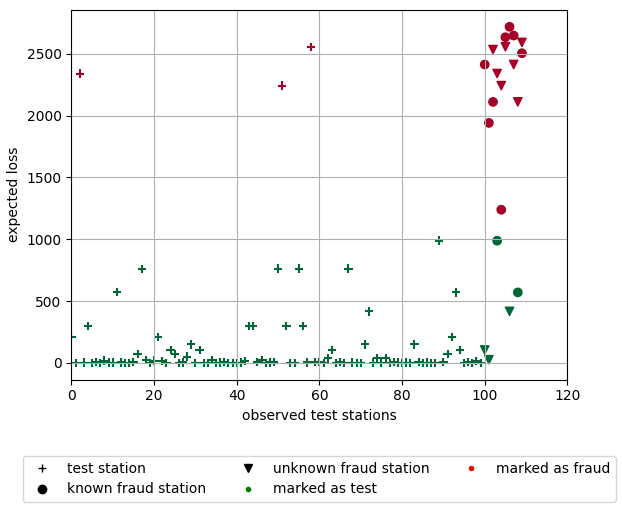 2500
2000
1500
1000
500
0
expected loss
0 20 40 60 80 100 120
observed test stations
test station
known fraud station
unknown fraud station
marked as test
marked as fraud